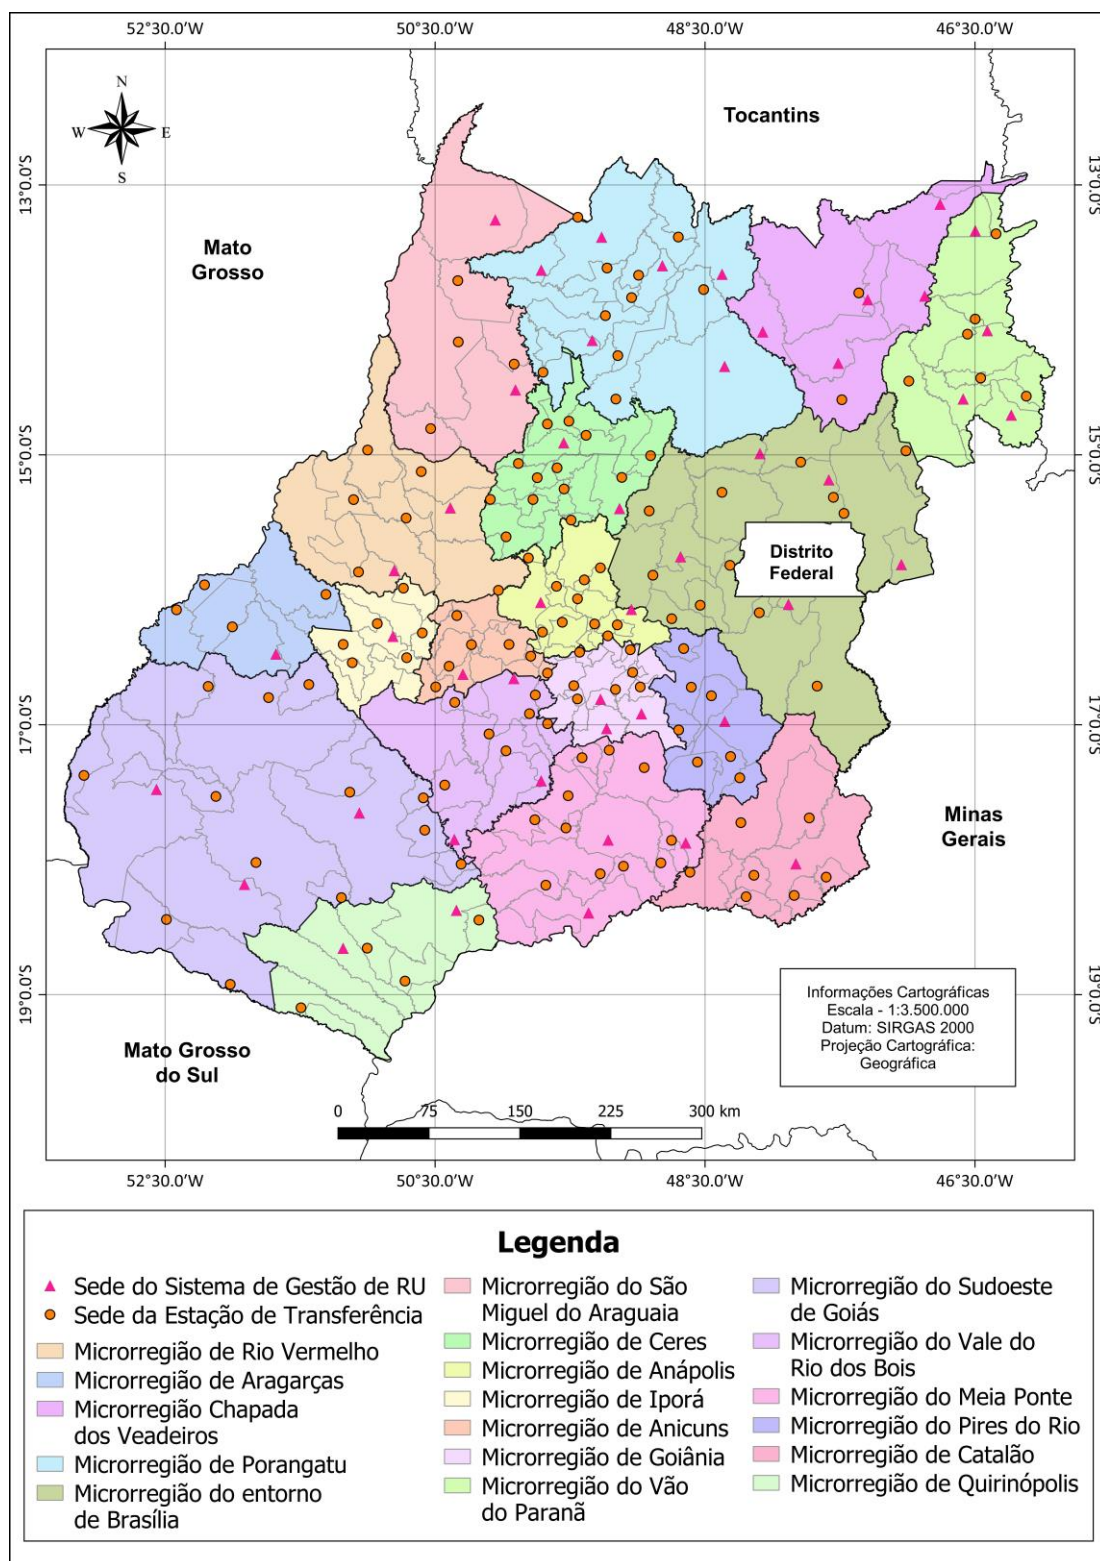 52°30.0'W 50°30.0'W 48°30.0'W 46°30.0'W
N
W E
S
Tocantins
13°0.0'S 13°0.0'S
Mato
Grosso
15°0.0'S 15°0.0'S
Distrito
Federal
17°0.0'S 17°0.0'S
Minas
Gerais
19°0.0'S 19°0.0'S
Informações Cartográficas
Escala - 1:3.500.000
Datum: SIRGAS 2000
Projeção Cartográfica:
Geográfica
Mato Grosso
do Sul
0 75 150 225 300 km
52°30.0'W 50°30.0'W 48°30.0'W 46°30.0'W
Legenda
Sede do Sistema de Gestão de RU
Sede da Estação de Transferência
Microrregião de Rio Vermelho
Microrregião de Aragarças
Microrregião Chapada
dos Veadeiros
Microrregião de Porangatu
Microrregião do entorno
de Brasília
Microrregião do São
Miguel do Araguaia
Microrregião de Ceres
Microrregião de Anápolis
Microrregião de Iporá
Microrregião de Anicuns
Microrregião de Goiânia
Microrregião do Vão
do Paranã
Microrregião do Sudoeste
de Goiás
Microrregião do Vale do
Rio dos Bois
Microrregião do Meia Ponte
Microrregião do Pires do Rio
Microrregião de Catalão
Microrregião de Quirinópolis